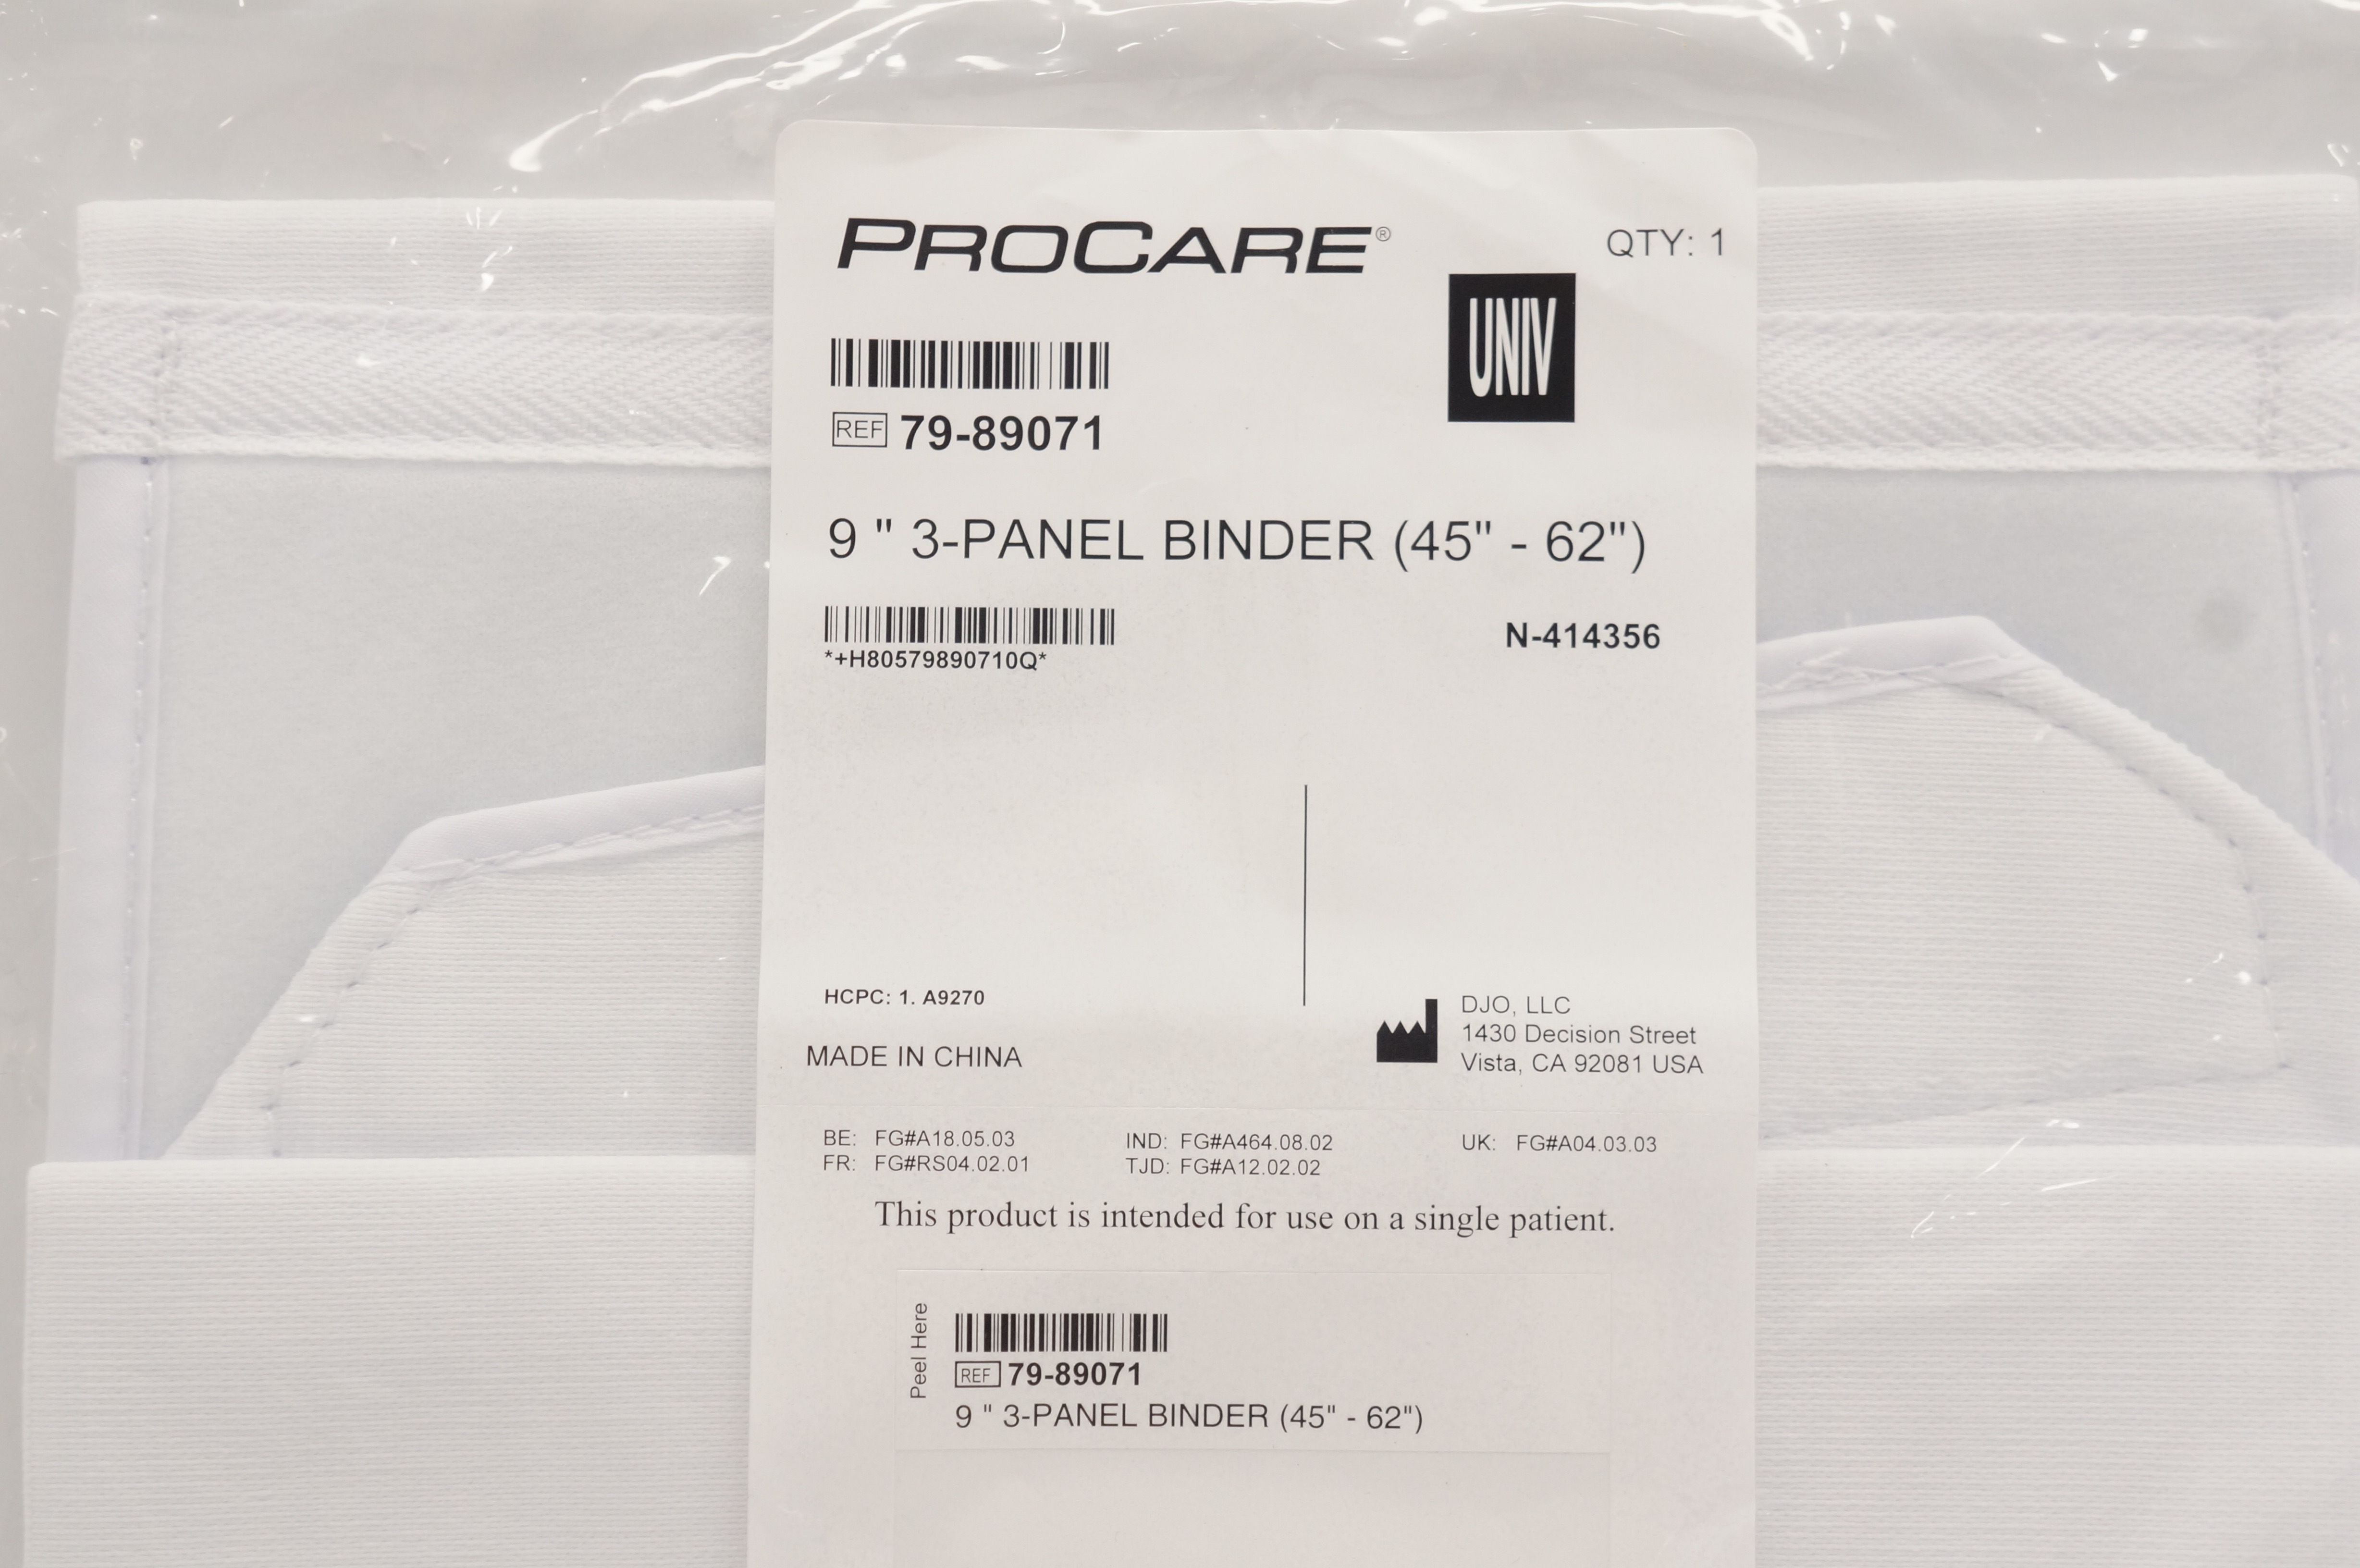 PROCARE®
QTY: 1
UNIV
REF 79-89071
9 " 3-PANEL BINDER (45" - 62")
*+H80579890710Q*
N-414356
HCPC: 1. A9270
MADE IN CHINA
DJO, LLC
1430 Decision Street
Vista, CA 92081 USA
BE: FG#A18.05.03
FR: FG#RS04.02.01
IND: FG#A464.08.02
TJD: FG#A12.02.02
UK: FG#A04.03.03
This product is intended for use on a single patient.
Peel Here
REF 79-89071
9 " 3-PANEL BINDER (45" - 62")